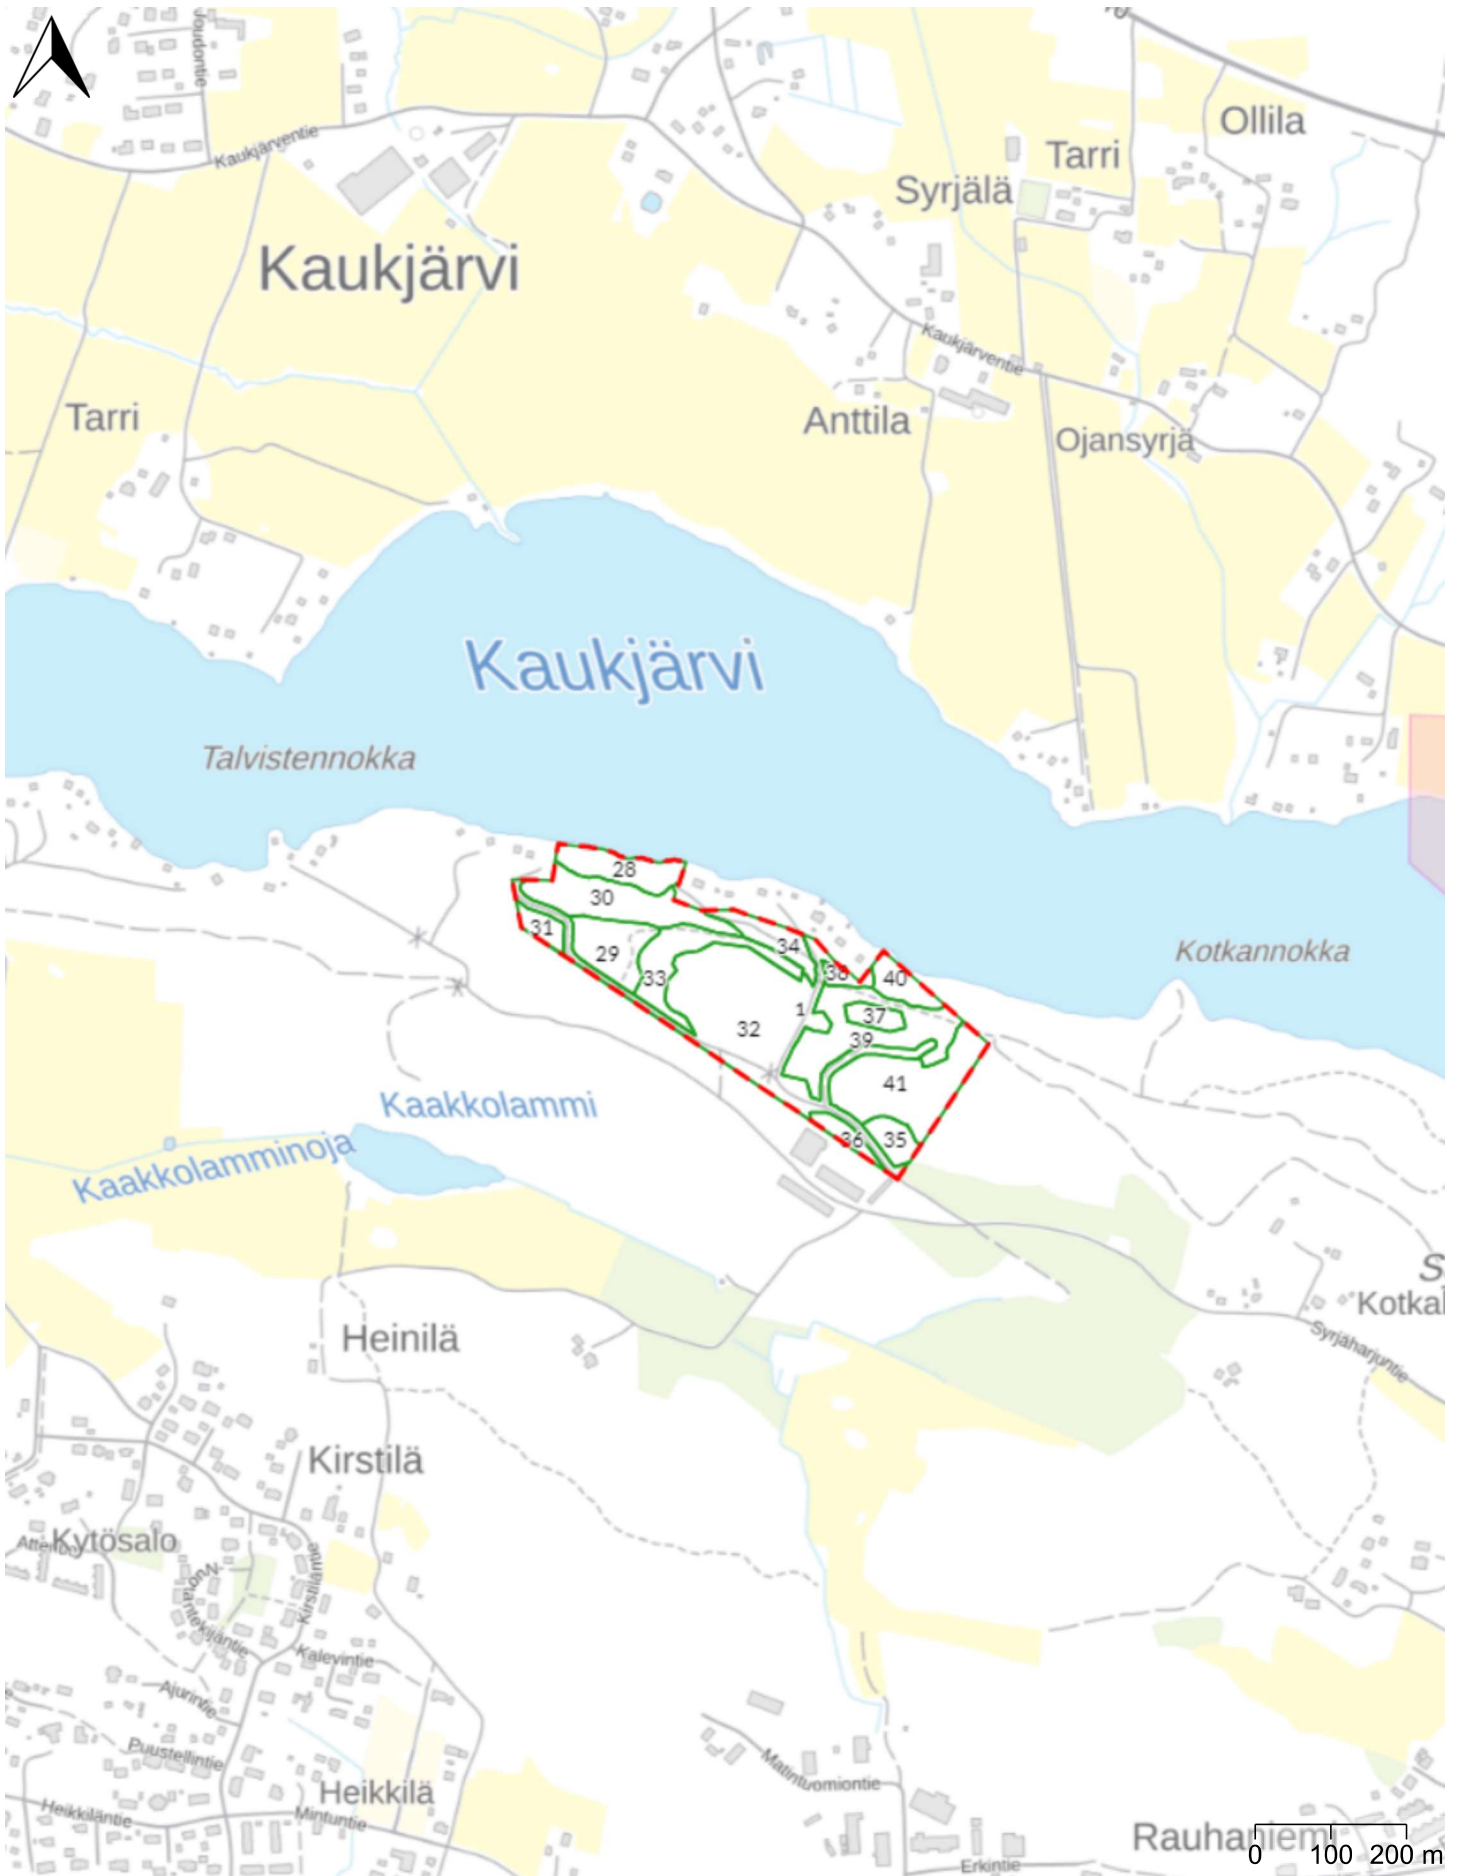 Joudontie
Ollila
Kaukjärventie
Tarri
Syrjälä
Kaukjärvi
Kaukjärventie
Tarri
Anttila
Ojansyrjä
Kaukjärvi
Talvistennokka
28
30
31
29
34
38
40
Kotkannokka
33
1
37
32
39
41
Kaakkolammi
36
35
Kaakkolamminoja
Heinilä
Syrjäharjuntie
Kirstilä
Kytösalo
Kalevintie
Ajurintie
Puustellintie
Matintuomiontie
Heikkilä
Heikkiläntie
Mintuntie
Rauhaniemi
0 100 200 m
Erkintie